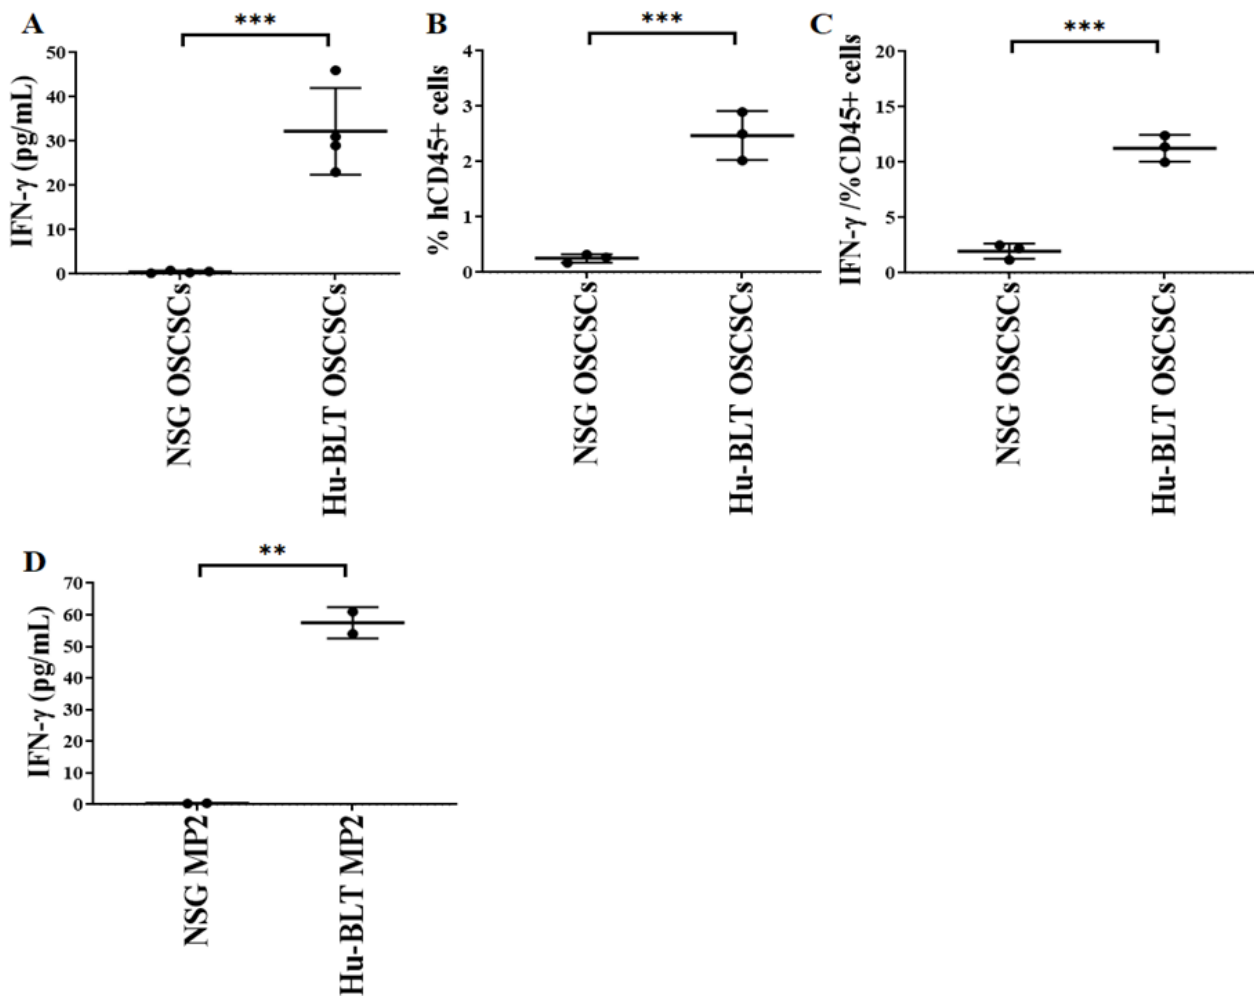 A
***
IFN-γ (pg/mL)
50
40
30
20
10
0
NSG OSCSCs
Hu-BLT OSCSCs
B
***
% hCD45+ cells
4
3
2
1
0
NSG OSCSCs
Hu-BLT OSCSCs
C
***
IFN-γ /%CD45+ cells
20
15
10
5
0
NSG OSCSCs
Hu-BLT OSCSCs
D
**
IFN-γ (pg/mL)
70
60
50
40
30
20
10
0
NSG MP2
Hu-BLT MP2